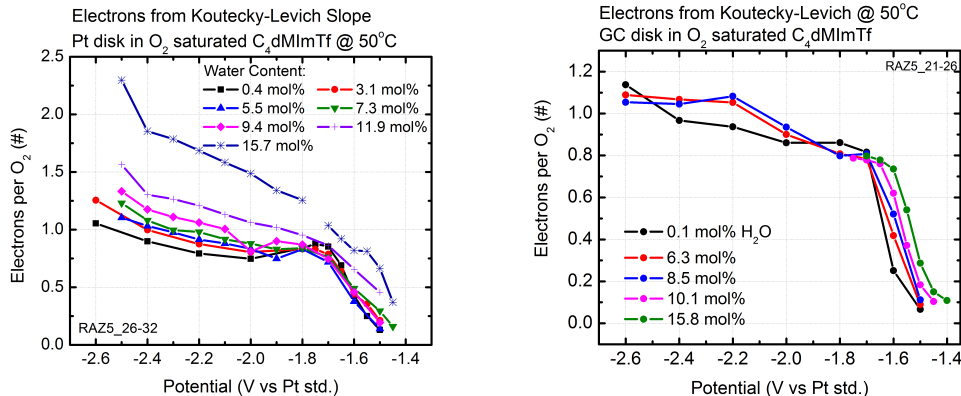 Electrons from Koutecky-Levich Slope
Pt disk in O₂ saturated C₄dMImTf @ 50°C
2.5
2.0
1.5
1.0
0.5
0.0
Electrons per O₂ (#)
Water Content:
0.4 mol% 3.1 mol%
5.5 mol% 7.3 mol%
9.4 mol% 11.9 mol%
15.7 mol%
RAZ5_26-32
-2.6 -2.4 -2.2 -2.0 -1.8 -1.6 -1.4
Potential (V vs Pt std.)
Electrons from Koutecky-Levich @ 50°C
GC disk in O₂ saturated C₄dMImTf
RAZ5_21-26
1.2
1.0
0.8
0.6
0.4
0.2
0.0
Electrons per O₂ (#)
0.1 mol% H₂O
6.3 mol%
8.5 mol%
10.1 mol%
15.8 mol%
-2.6 -2.4 -2.2 -2.0 -1.8 -1.6 -1.4
Potential (V vs Pt std.)